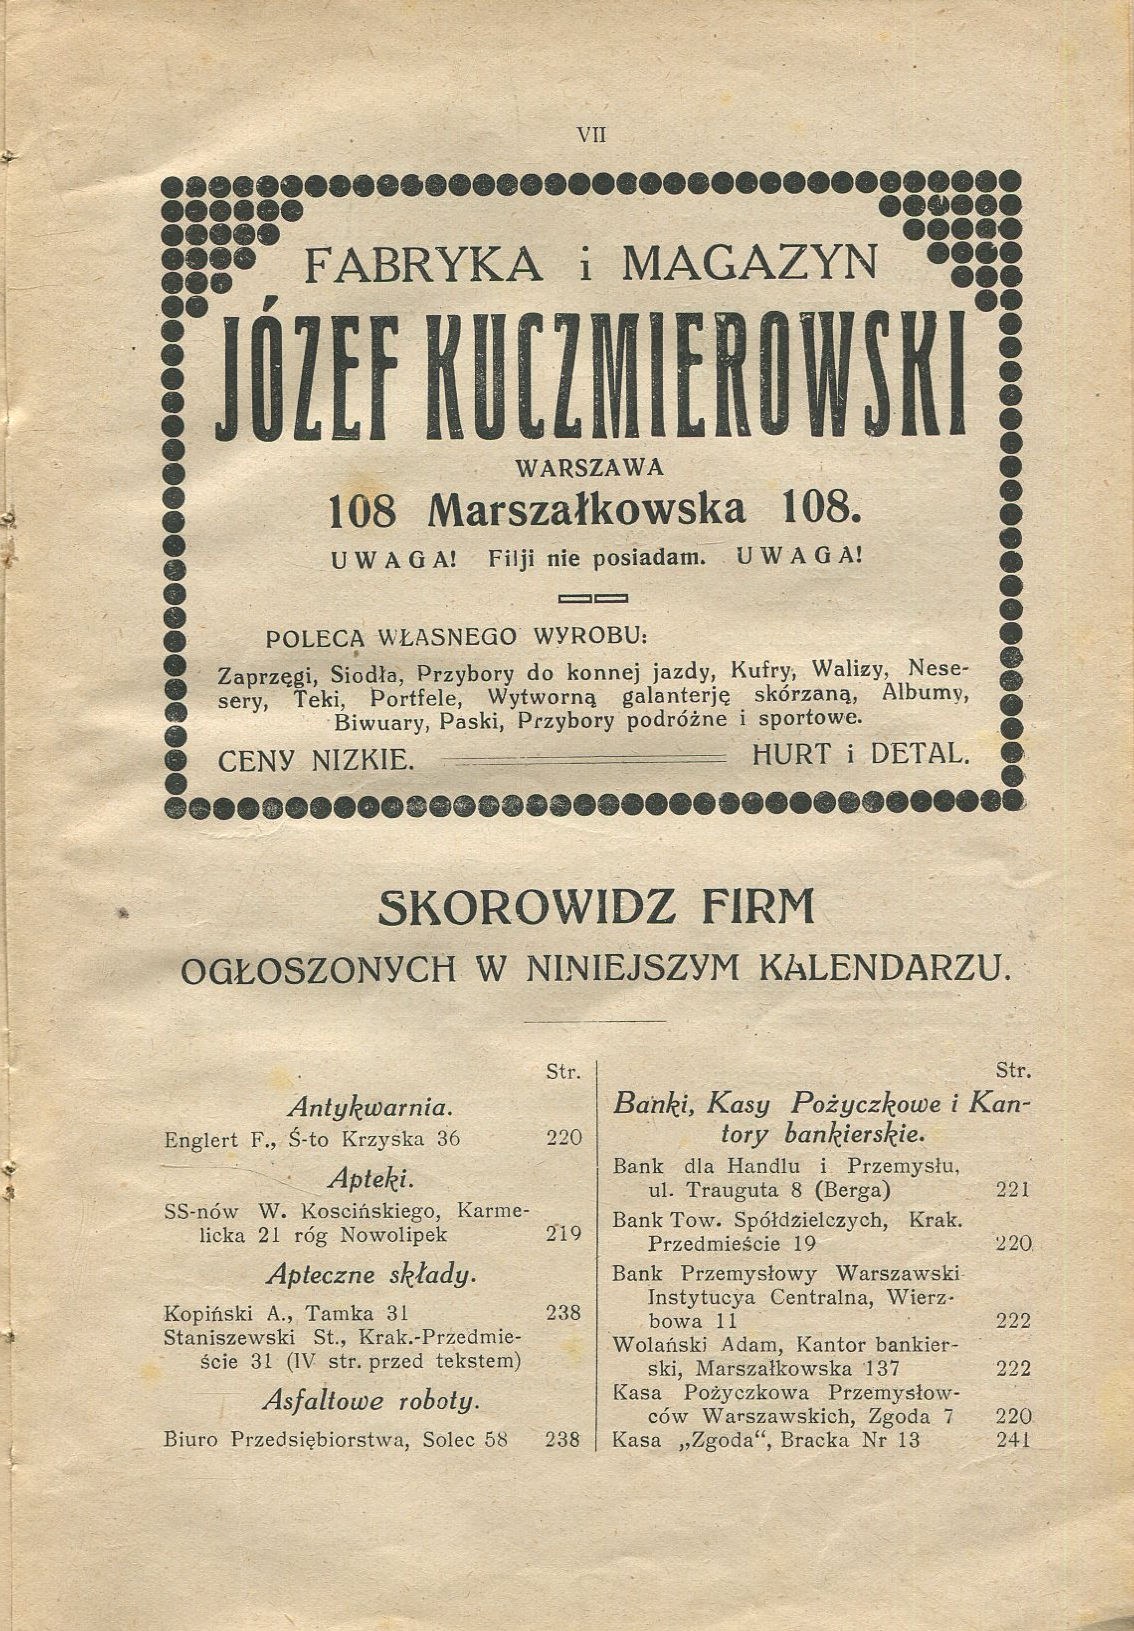 VII
FABRYKA i MAGAZYN
JÓZEF KUCZMIEROWSKI
WARSZAWA
108 Marszałkowska 108.
UWAGA! Filji nie posiadam. UWAGA!
POLECA WŁASNEGO WYROBU:
Zaprzęgi, Siodła, Przybory do konnej jazdy, Kufry, Walizy, Nese-
sery, Teki, Portfele, Wytworną galanterję skórzaną, Albumy,
Biwuary, Paski, Przybory podróżne i sportowe.
CENY NIZKIE. HURT i DETAL.
SKOROWIDZ FIRM
OGŁOSZONYCH W NINIEJSZYM KALENDARZU.
Str.
Antykwarnia.
Englert F., Ś-to Krzyska 36 220
Apteki.
SS-nów W. Koscińskiego, Karme-
licka 21 róg Nowolipek 219
Apteczne składy.
Kopiński A., Tamka 31 238
Staniszewski St., Krak.-Przedmie-
ście 31 (IV str. przed tekstem)
Asfaltowe roboty.
Biuro Przedsiębiorstwa, Solec 58 238
Str.
Banki, Kasy Pożyczkowe i Kan-
tory bankierskie.
Bank dla Handlu i Przemysłu,
ul. Trauguta 8 (Berga) 221
Bank Tow. Spółdzielczych, Krak.
Przedmieście 19 220
Bank Przemysłowy Warszawski
Instytucya Centralna, Wierz-
bowa 11 222
Wolański Adam, Kantor bankier-
ski, Marszałkowska 137 222
Kasa Pożyczkowa Przemysłow-
ców Warszawskich, Zgoda 7 220
Kasa „Zgoda“, Bracka Nr 13 241